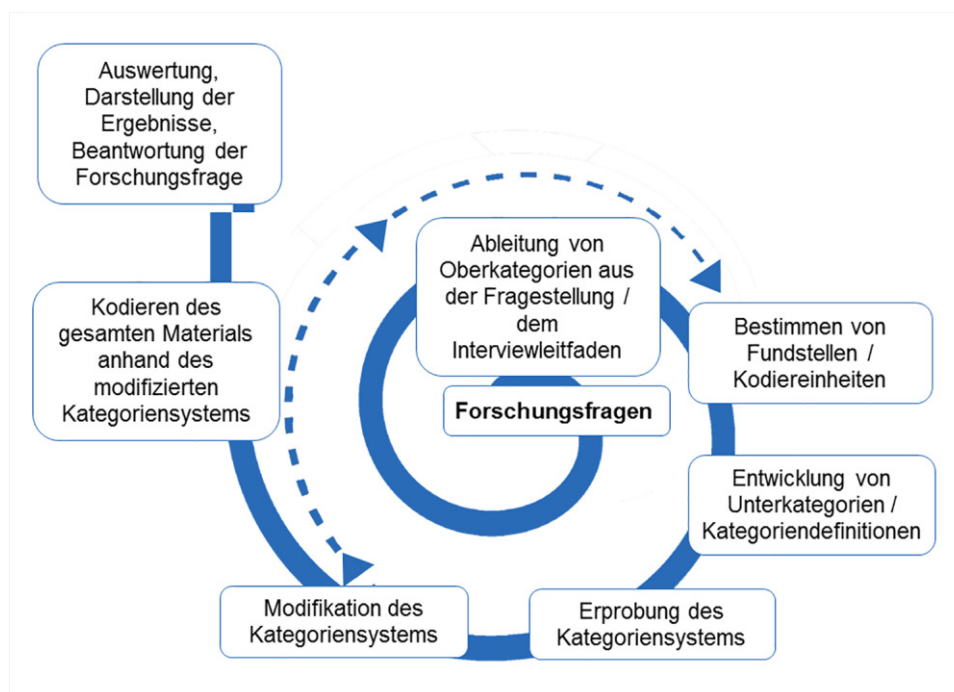 Auswertung,
Darstellung der
Ergebnisse,
Beantwortung der
Forschungsfrage
Ableitung von
Oberkategorien aus
der Fragestellung /
dem
Interviewleitfaden
Kodieren des
gesamten Materials
anhand des
modifizierten
Kategoriensystems
Bestimmen von
Fundstellen /
Kodiereinheiten
Forschungsfragen
Entwicklung von
Unterkategorien /
Kategoriendefinitionen
Modifikation des
Kategoriensystems
Erprobung des
Kategoriensystems